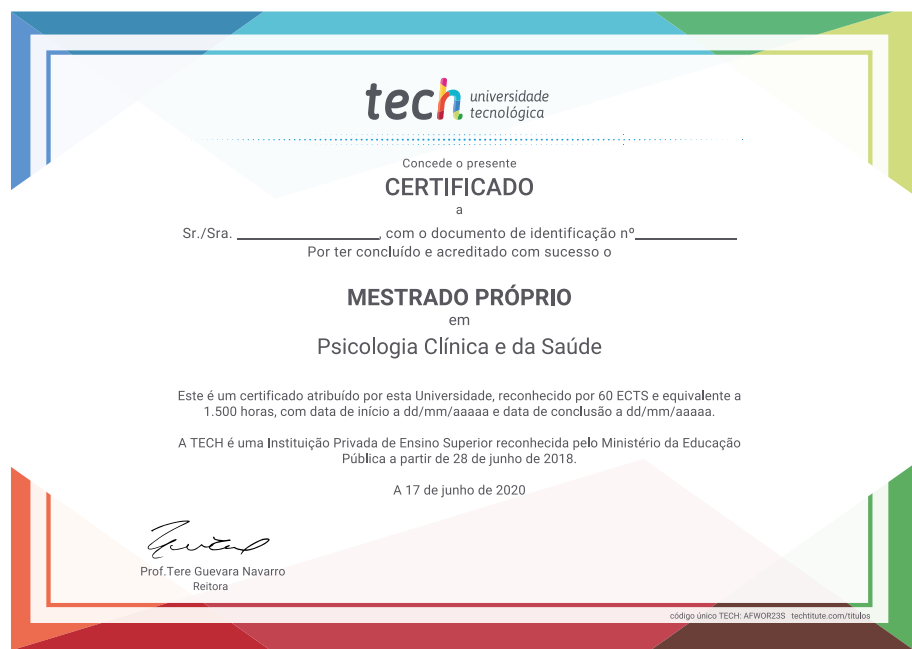 tech universidade
tecnológica
Concede o presente
CERTIFICADO
a
Sr./Sra. ____________________, com o documento de identificação nº______________
Por ter concluído e acreditado com sucesso o
MESTRADO PRÓPRIO
em
Psicologia Clínica e da Saúde
Este é um certificado atribuído por esta Universidade, reconhecido por 60 ECTS e equivalente a
1.500 horas, com data de início a dd/mm/aaaaa e data de conclusão a dd/mm/aaaaa.
A TECH é uma Instituição Privada de Ensino Superior reconhecida pelo Ministério da Educação
Pública a partir de 28 de junho de 2018.
A 17 de junho de 2020
Prof.Tere Guevara Navarro
Reitora
código único TECH: AFWOR23S techtitute.com/titulos